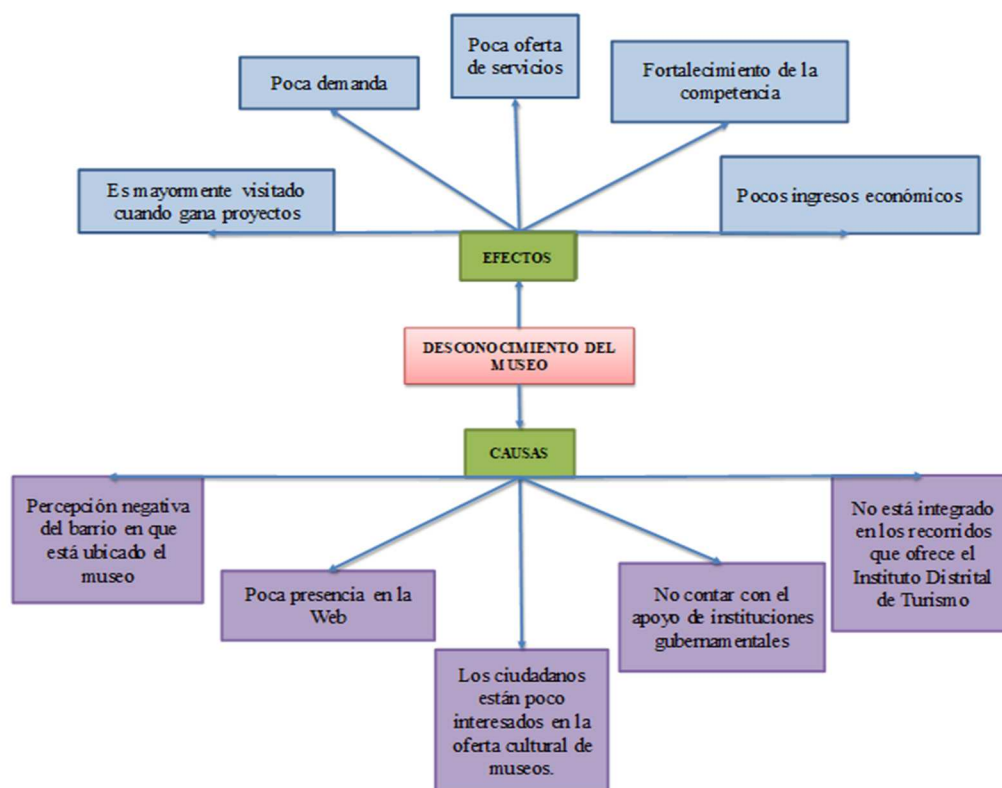 Poca oferta
de servicios
Poca demanda
Fortalecimiento de la
competencia
Es mayormente visitado
cuando gana proyectos
Pocos ingresos económicos
EFECTOS
DESCONOCIMIENTO DEL
MUSEO
CAUSAS
Percepción negativa
del barrio en que
está ubicado el
museo
Poca presencia en la
Web
Los ciudadanos
están poco
interesados en la
oferta cultural de
museos.
No contar con el
apoyo de instituciones
gubernamentales
No está integrado
en los recorridos
que ofrece el
Instituto Distrital
de Turismo